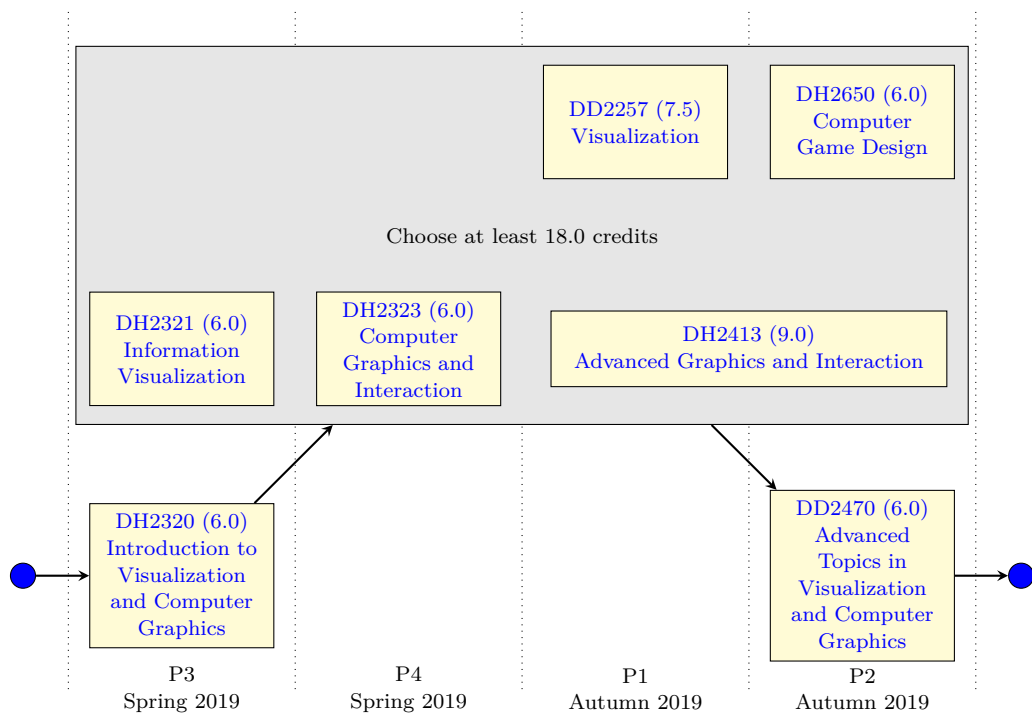 DD2257 (7.5)
Visualization
DH2650 (6.0)
Computer
Game Design
Choose at least 18.0 credits
DH2321 (6.0)
Information
Visualization
DH2323 (6.0)
Computer
Graphics and
Interaction
DH2413 (9.0)
Advanced Graphics and Interaction
DH2320 (6.0)
Introduction to
Visualization
and Computer
Graphics
DD2470 (6.0)
Advanced
Topics in
Visualization
and Computer
Graphics
P3
Spring 2019
P4
Spring 2019
P1
Autumn 2019
P2
Autumn 2019